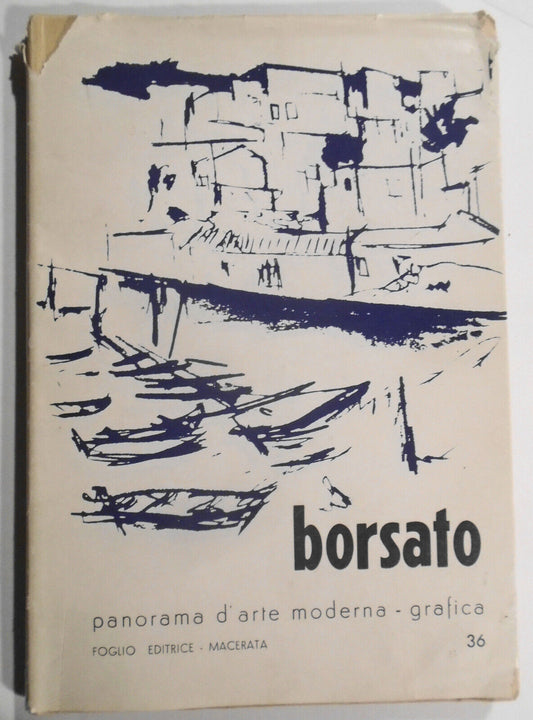 borsato
panorama d'arte moderna - grafica
FOGLIO EDITRICE - MACERATA 36